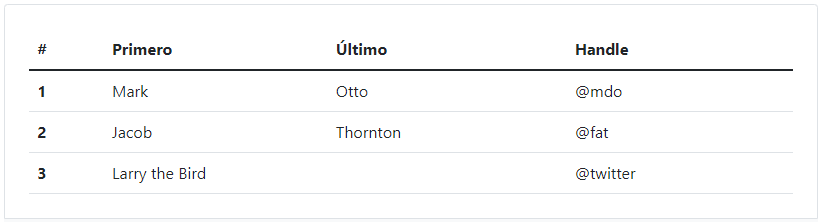 # Primero Último Handle
1 Mark Otto @mdo
2 Jacob Thornton @fat
3 Larry the Bird @twitter